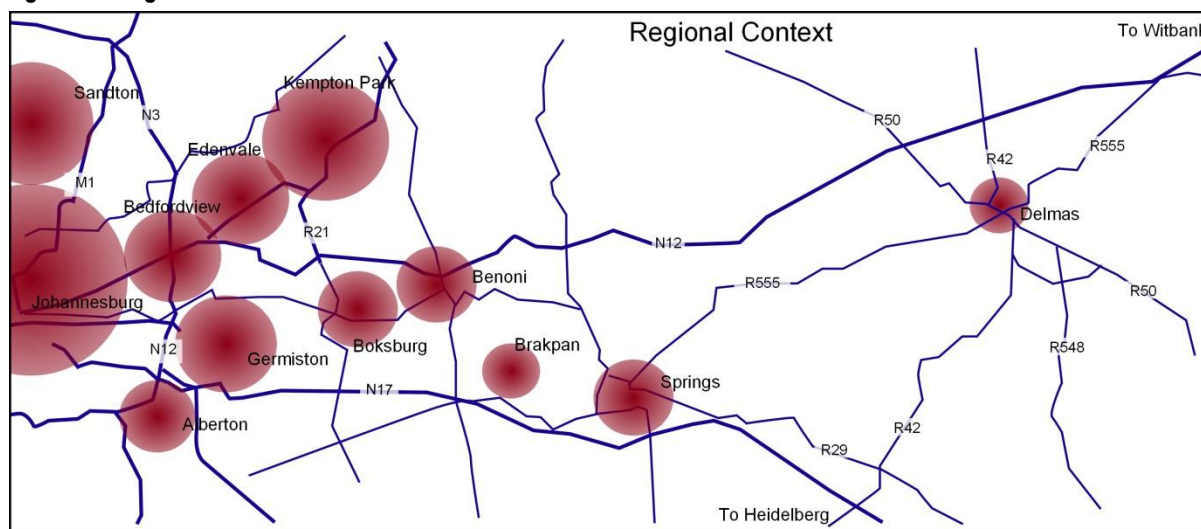 Regional Context
To Witbank
Kempton Park
Sandton
N3
R50
Edenvale
R555
R42
M1
Bedfordview
Delmas
R21
N12
Benoni
R555
R50
Johannesburg
Boksburg
Brakpan
N12
Germiston
R548
Springs
N17
Alberton
R42
R29
To Heidelberg